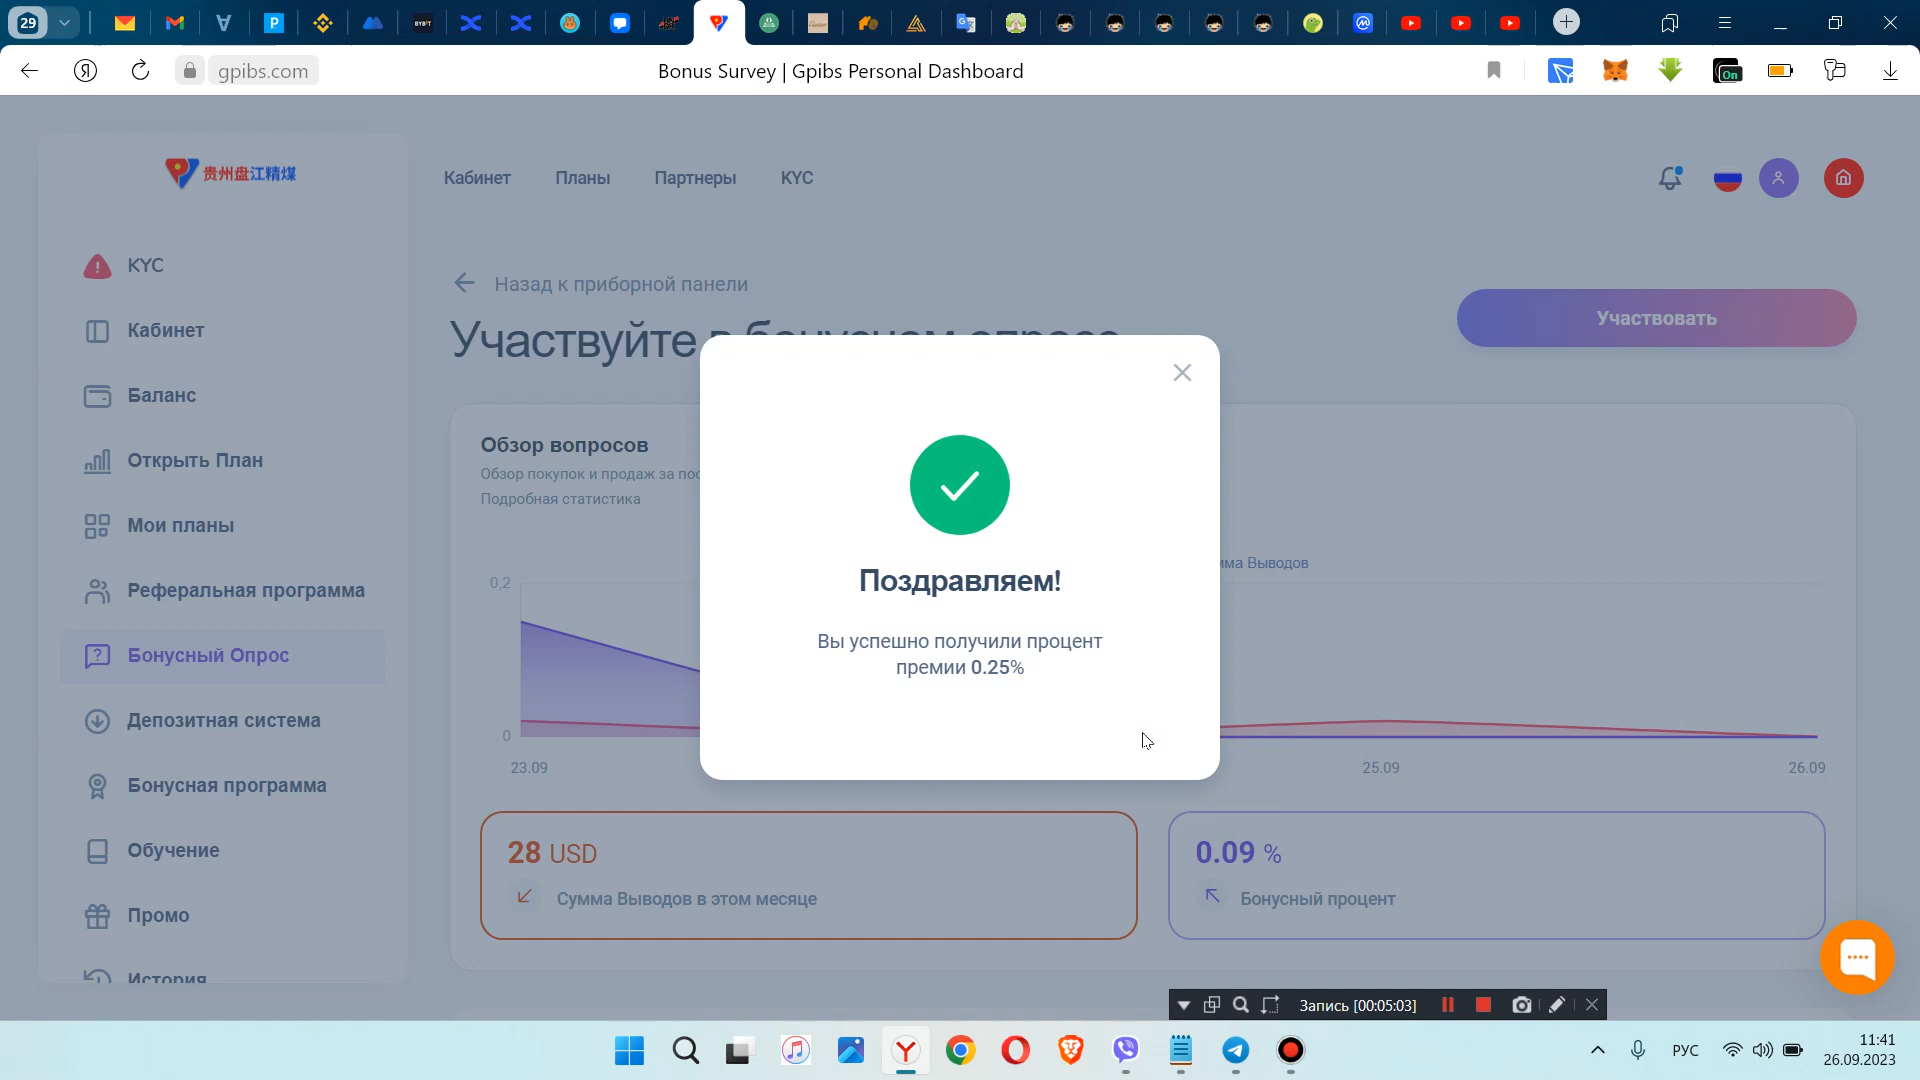 29
BYBIT
gpibs.com
Bonus Survey | Gpibs Personal Dashboard
On
贵州盘江精煤
Кабинет
Планы
Партнеры
KYC
KYC
Кабинет
Баланс
Открыть План
Мои планы
Реферальная программа
Бонусный Опрос
Депозитная система
Бонусная программа
Обучение
Промо
История
Назад к приборной панели
Участвуйте
Участвовать
Обзор вопросов
Обзор покупок и продаж за
Подробная статистика
Выводов
0,2
0
23.09
25.09
26.09
Поздравляем!
Вы успешно получили процент
премии 0.25%
28 USD
Сумма Выводов в этом месяце
0.09 %
Бонусный процент
Запись [00:05:03]
РУС
11:41
26.09.2023